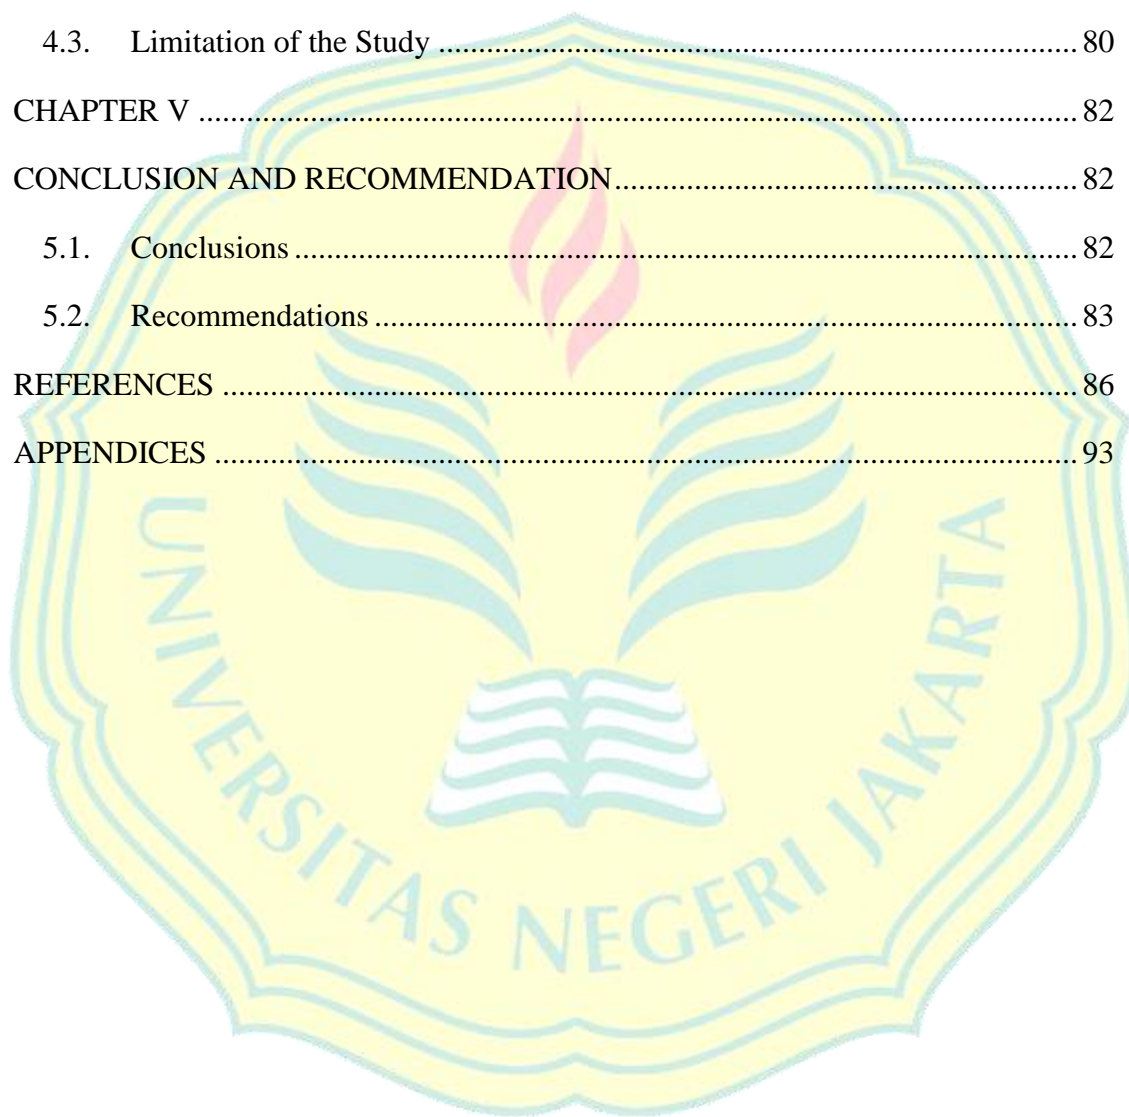 4.3. Limitation of the Study ............................................................................... 80
CHAPTER V ............................................................................................................. 82
CONCLUSION AND RECOMMENDATION......................................................... 82
5.1. Conclusions ................................................................................................. 82
5.2. Recommendations ....................................................................................... 83
REFERENCES .......................................................................................................... 86
APPENDICES ........................................................................................................... 93
UNIVERSITAS NEGERI JAKARTA